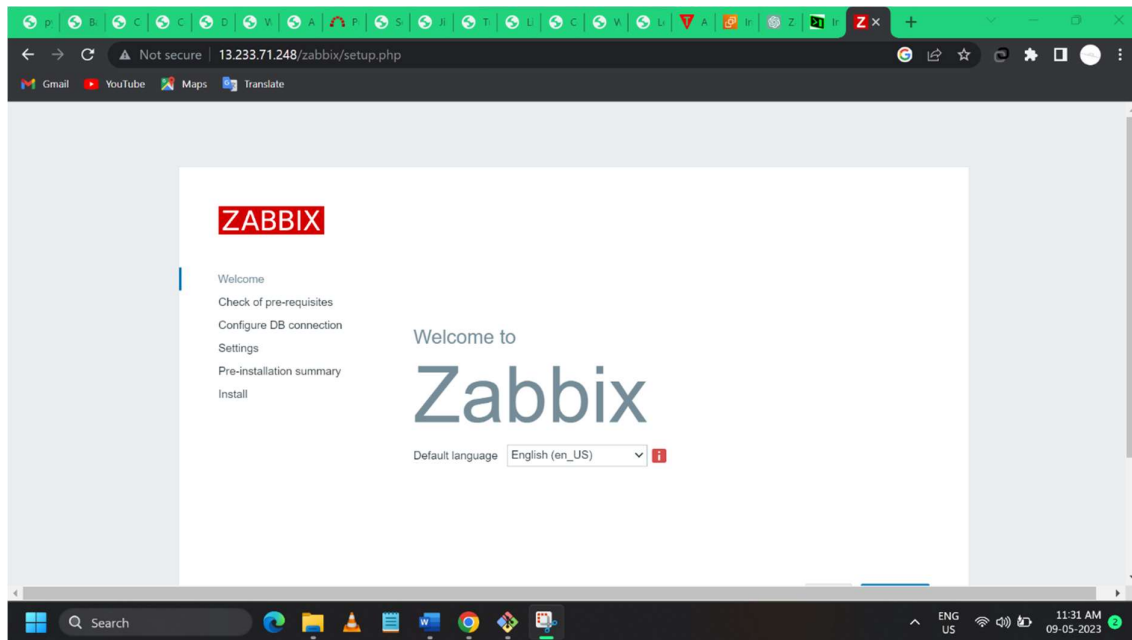 Not secure | 13.233.71.248/zabbix/setup.php
Gmail YouTube Maps Translate
ZABBIX
Welcome
Check of pre-requisites
Configure DB connection
Settings
Pre-installation summary
Install
Welcome to
Zabbix
Default language English (en_US)
Search
ENG
US
11:31 AM
09-05-2023
2